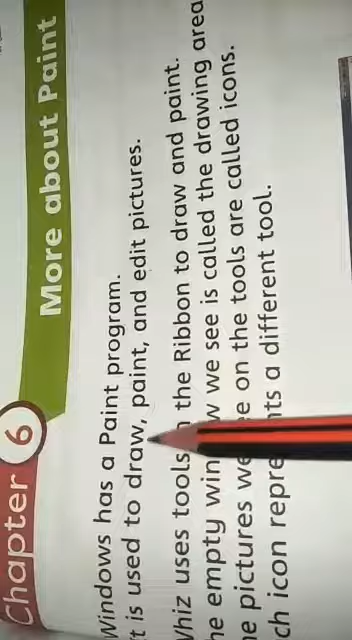 Chapter 6
More about Paint
Windows has a Paint program.
t is used to draw, paint, and edit pictures.
Whiz uses tools the Ribbon to draw and paint.
he empty win w we see is called the drawing area
he pictures we e on the tools are called icons.
ch icon repre ts a different tool.